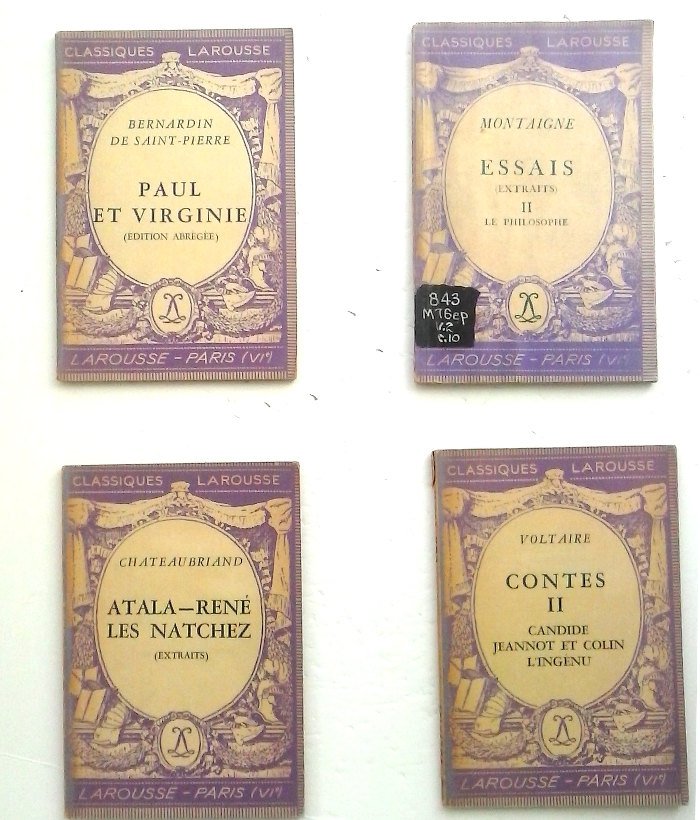 CLASSIQUES LAROUSSE
BERNARDIN
DE SAINT-PIERRE
PAUL
ET VIRGINIE
(EDITION ABRÉGÉE)
LAROUSSE - PARIS (VIe)
CLASSIQUES LAROUSSE
MONTAIGNE
ESSAIS
(EXTRAITS)
II
LE PHILOSOPHE
843
M76ep
v.2
c.10
LAROUSSE - PARIS (VIe)
CLASSIQUES LAROUSSE
CHATEAUBRIAND
ATALA—RENÉ
LES NATCHEZ
(EXTRAITS)
LAROUSSE - PARIS (VIe)
CLASSIQUES LAROUSSE
VOLTAIRE
CONTES
II
CANDIDE
JEANNOT ET COLIN
L'INGENU
LAROUSSE - PARIS (VIe)